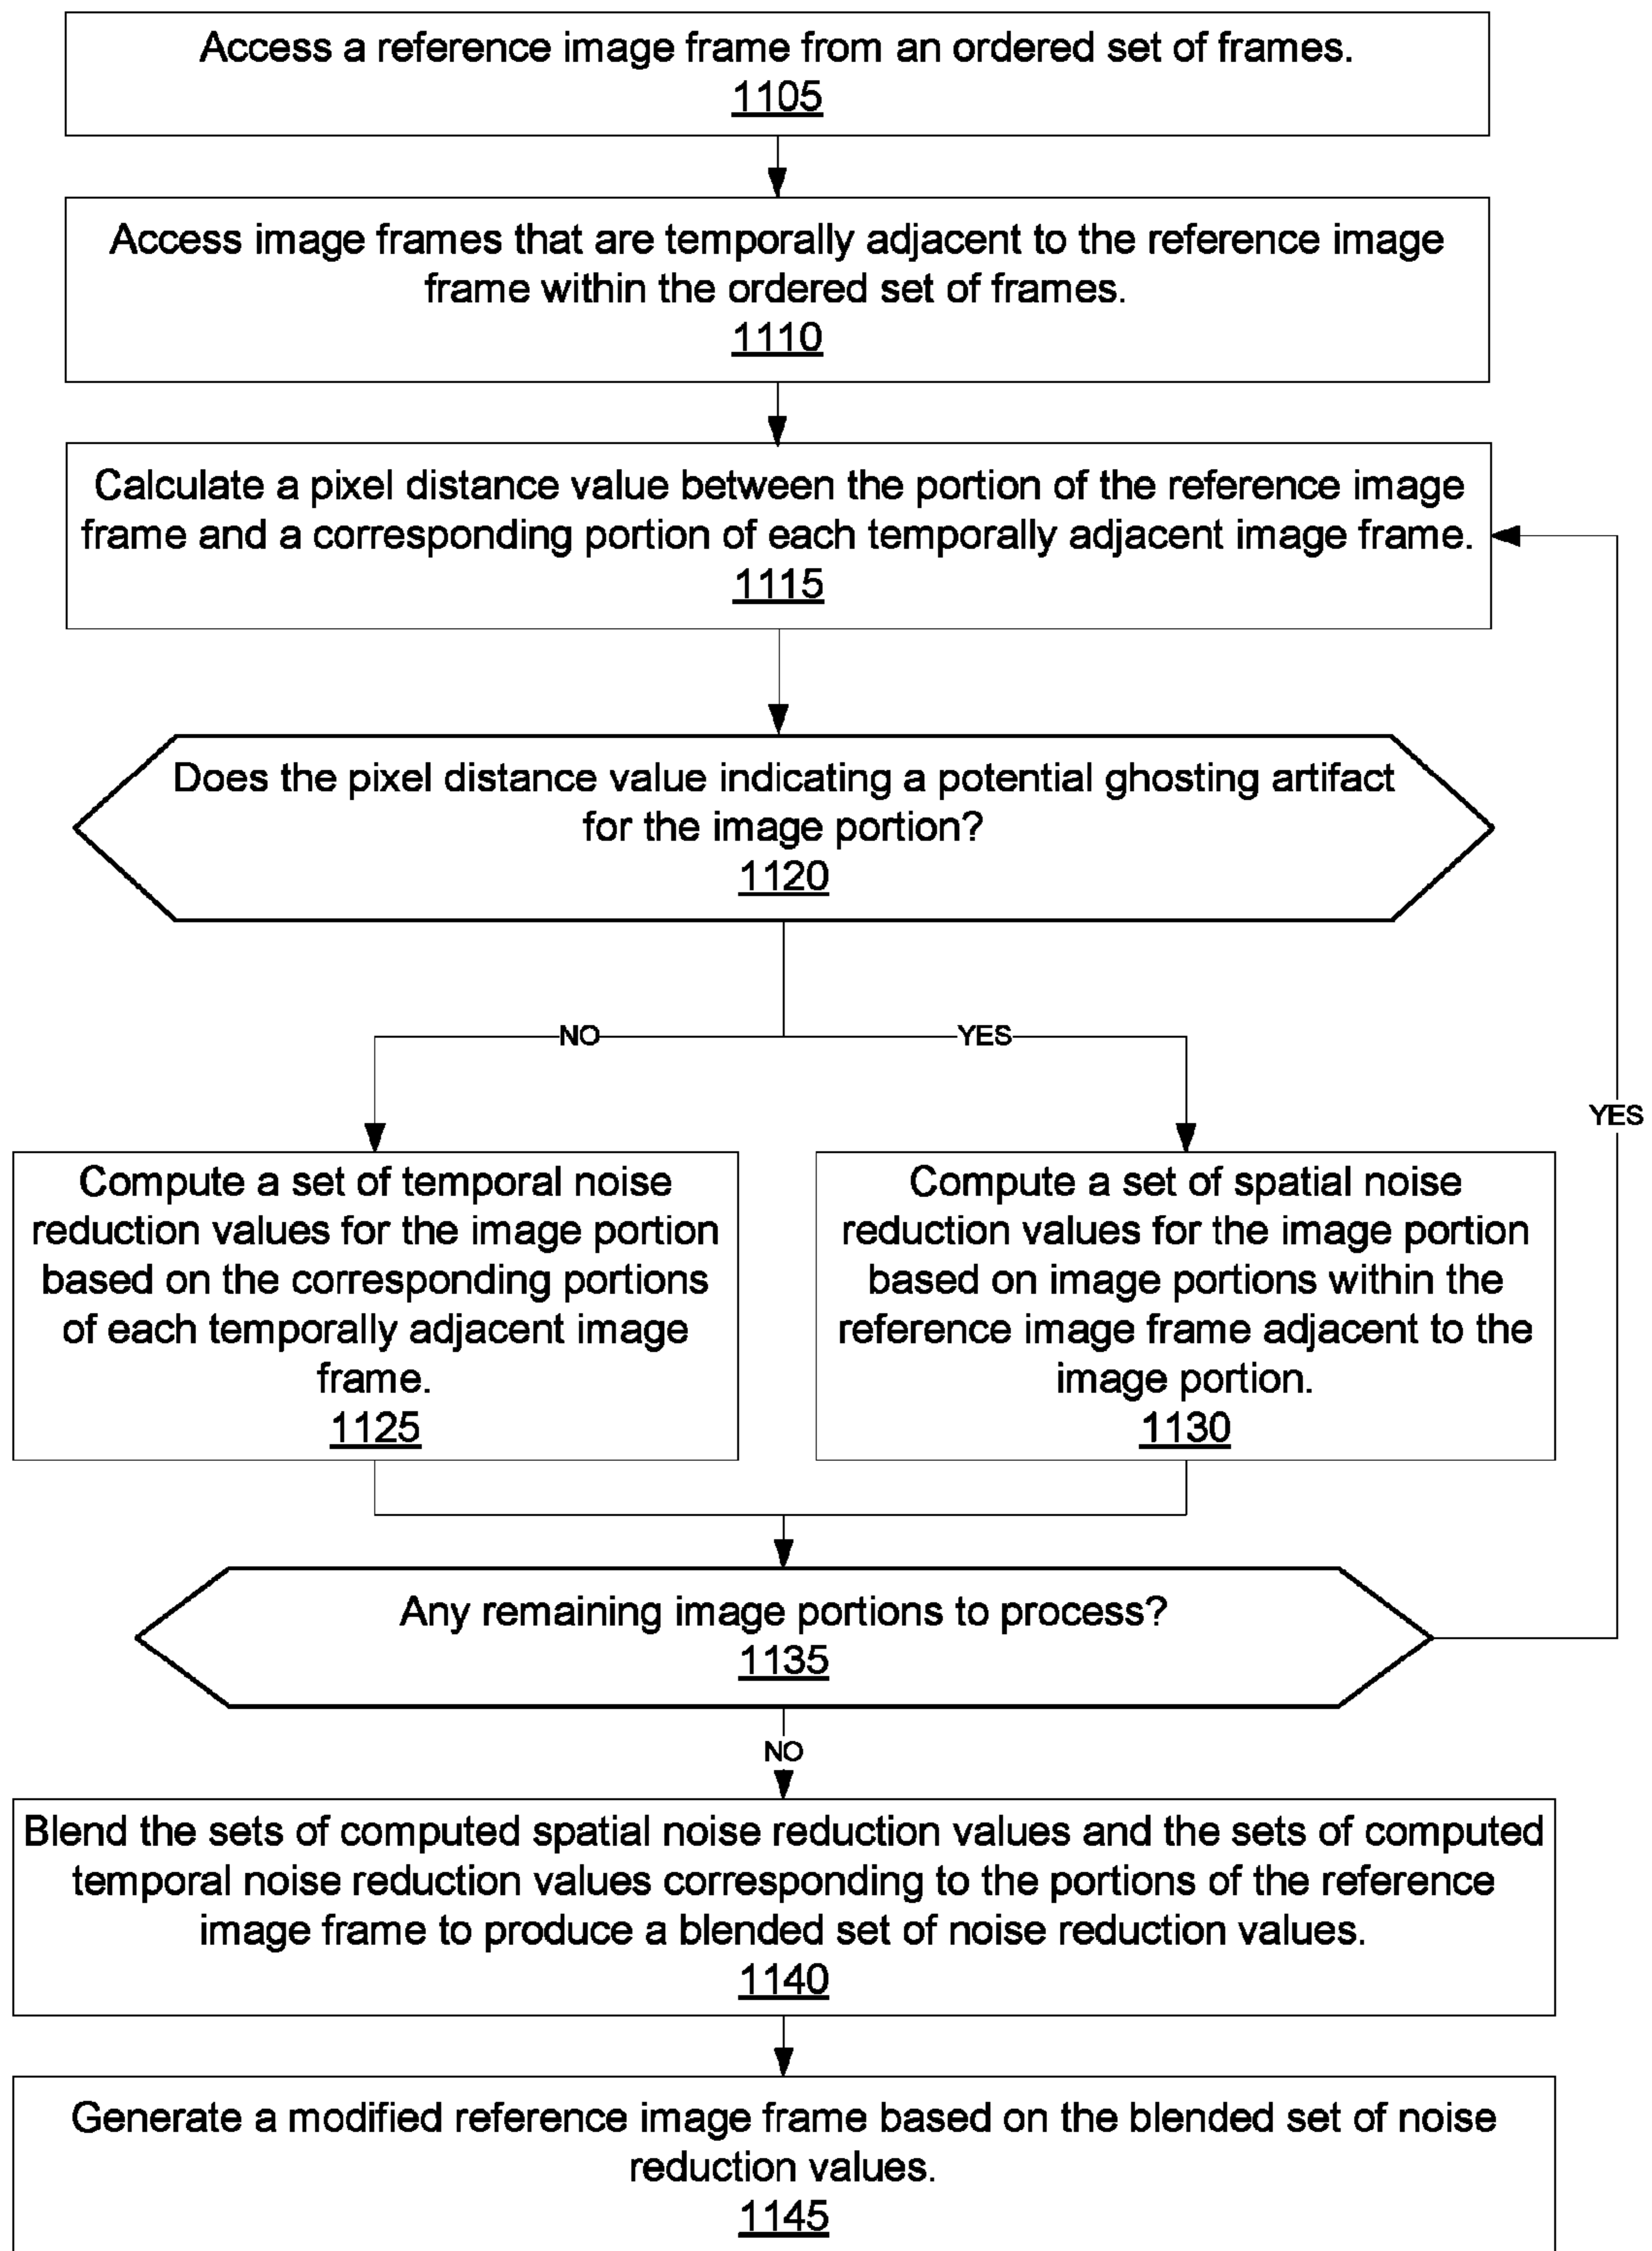 Access a reference image frame from an ordered set of frames.
1105
Access image frames that are temporally adjacent to the reference image
frame within the ordered set of frames.
1110
Calculate a pixel distance value between the portion of the reference image
frame and a corresponding portion of each temporally adjacent image frame.
1115
Does the pixel distance value indicating a potential ghosting artifact
for the image portion?
1120
NO
YES
YES
Compute a set of temporal noise
reduction values for the image portion
based on the corresponding portions
of each temporally adjacent image
frame.
1125
Compute a set of spatial noise
reduction values for the image portion
based on image portions within the
reference image frame adjacent to the
image portion.
1130
Any remaining image portions to process?
1135
NO
Blend the sets of computed spatial noise reduction values and the sets of computed
temporal noise reduction values corresponding to the portions of the reference
image frame to produce a blended set of noise reduction values.
1140
Generate a modified reference image frame based on the blended set of noise
reduction values.
1145